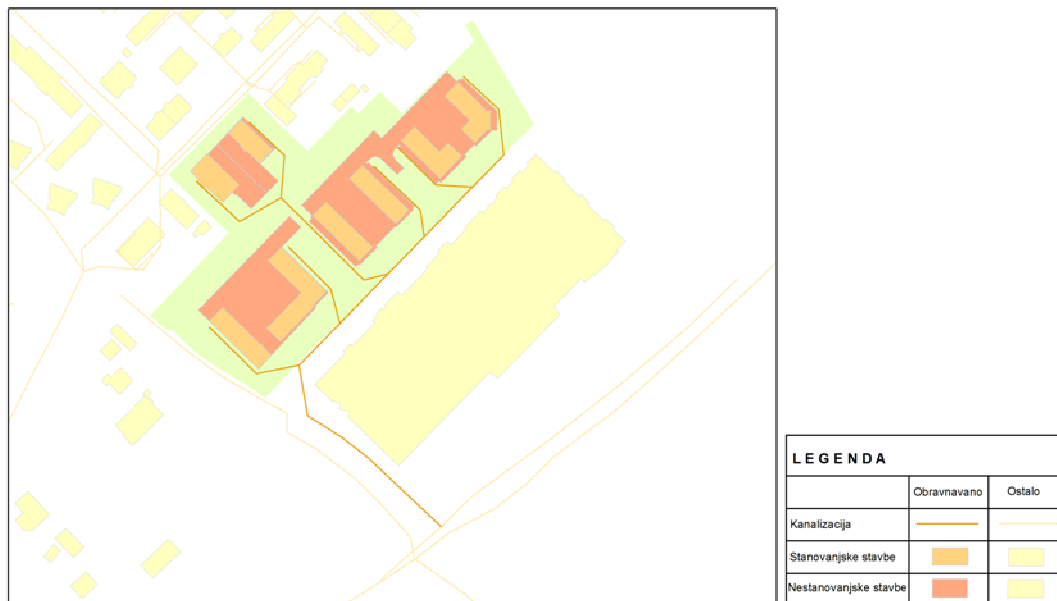 LEGENDA
Obravnavano Ostalo
Kanalizacija
Stanovanjske stavbe
Nestanovanjske stavbe